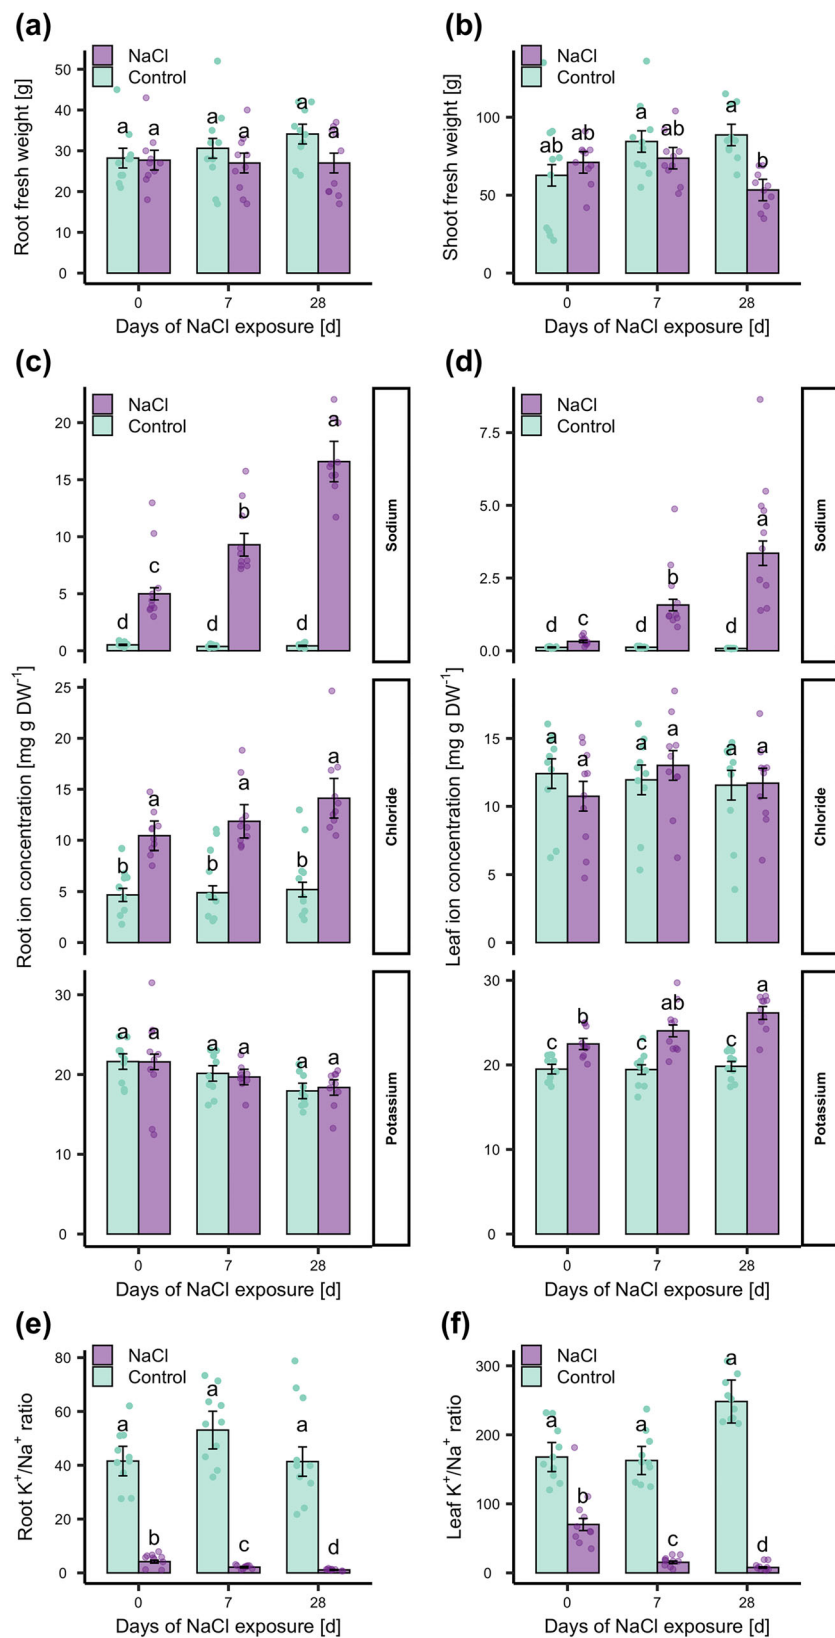 (a)
NaCl
Control
Root fresh weight [g]
50
40
30
20
10
0
a a a a a a
0 7 28
Days of NaCl exposure [d]
(b)
NaCl
Control
Shoot fresh weight [g]
100
50
0
ab ab a ab a b
0 7 28
Days of NaCl exposure [d]
(c)
NaCl
Control
Root ion concentration [mg g DW⁻¹]
20
15
10
5
0
d c d b d a
Sodium
25
20
15
10
5
0
b a b a b a
Chloride
30
20
10
0
a a a a a a
Potassium
0 7 28
Days of NaCl exposure [d]
(d)
NaCl
Control
Leaf ion concentration [mg g DW⁻¹]
7.5
5.0
2.5
0.0
d c d b d a
Sodium
15
10
5
0
a a a a a a
Chloride
30
20
10
0
c b c ab c a
Potassium
0 7 28
Days of NaCl exposure [d]
(e)
NaCl
Control
Root K⁺/Na⁺ ratio
80
60
40
20
0
a b a c a d
0 7 28
Days of NaCl exposure [d]
(f)
NaCl
Control
Leaf K⁺/Na⁺ ratio
300
200
100
0
a b a c a d
0 7 28
Days of NaCl exposure [d]